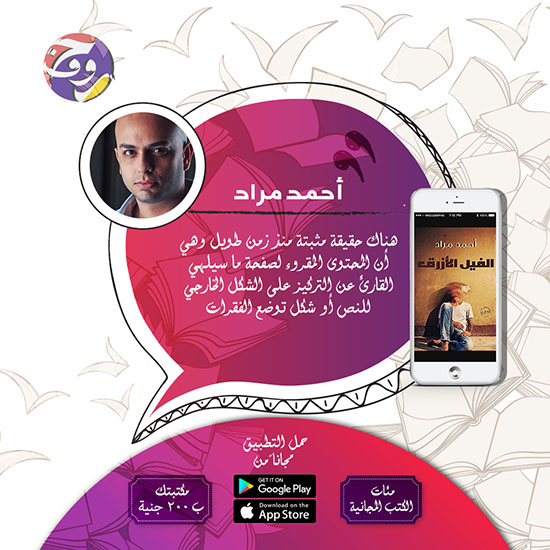 أحمد مراد
هناك حقيقة مثبتة منذ زمن طويل وهي
أن المحتوى المقروء لصفحة ما سيلهي
القارئ عن التركيز على الشكل الخارجي
للنص أو شكل توضع الفقرات
أحمد مراد
الفيل الأزرق
حمل التطبيق
مجاناً من
مكتبتك
ب ٢٠٠ جنية
GET IT ON
Google Play
Download on the
App Store
مئات
الكتب المجانية